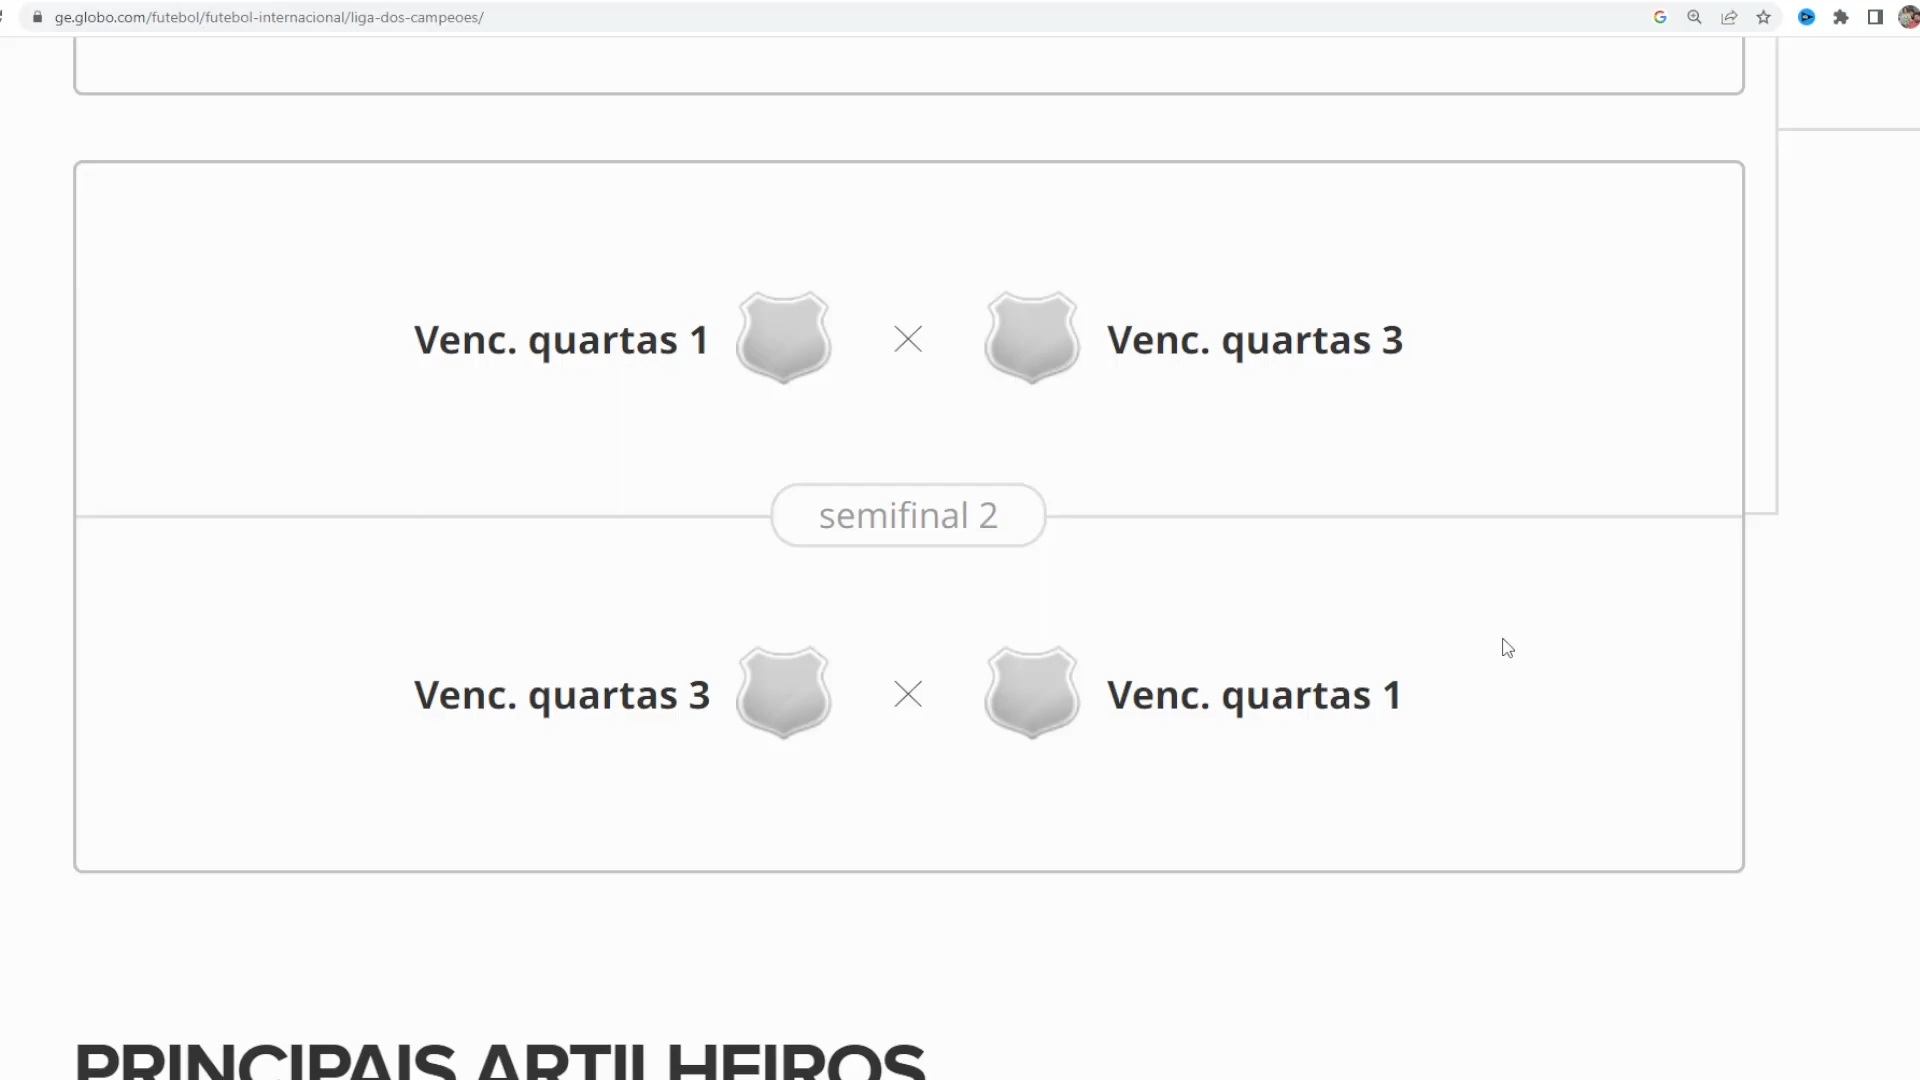 ge.globo.com/futebol/futebol-internacional/liga-dos-campeoes/
Venc. quartas 1
Venc. quartas 3
semifinal 2
Venc. quartas 3
Venc. quartas 1
PRINCIPAIS ARTILHEIROS